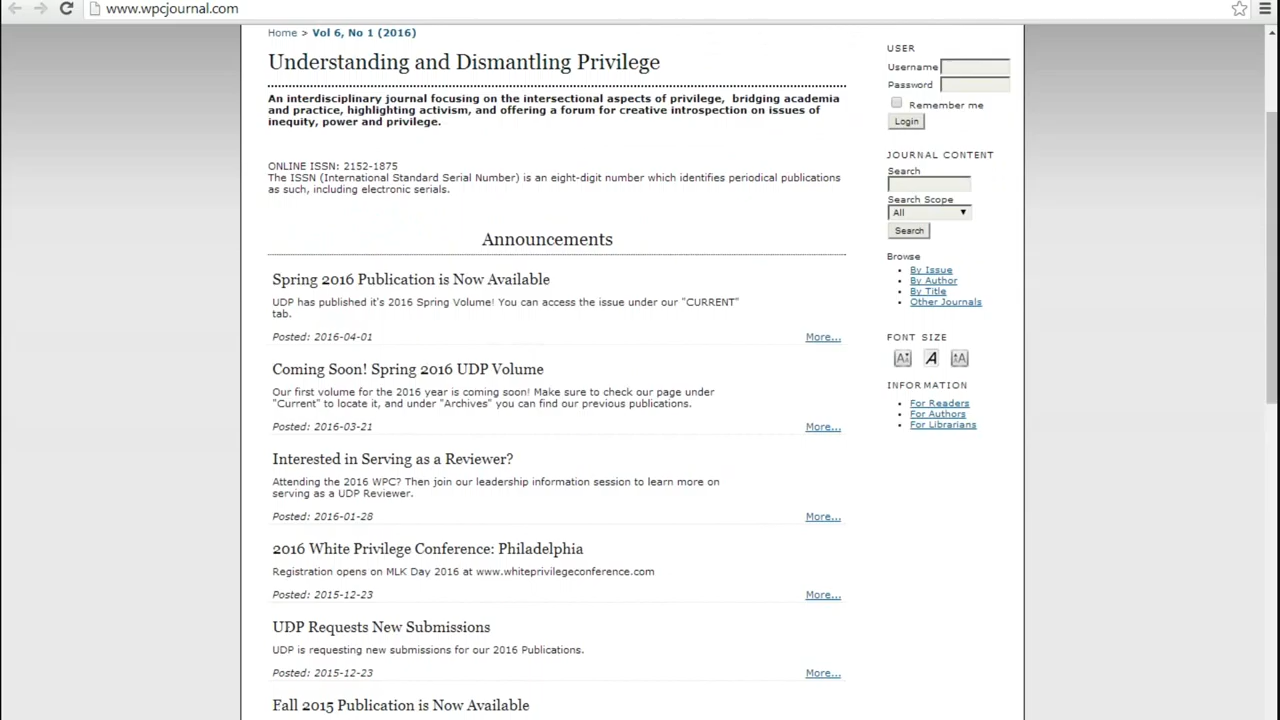 www.wpcjournal.com
Home > Vol 6, No 1 (2016)
Understanding and Dismantling Privilege
An interdisciplinary journal focusing on the intersectional aspects of privilege, bridging academia
and practice, highlighting activism, and offering a forum for creative introspection on issues of
inequity, power and privilege.
ONLINE ISSN: 2152-1875
The ISSN (International Standard Serial Number) is an eight-digit number which identifies periodical publications
as such, including electronic serials.
Announcements
Spring 2016 Publication is Now Available
UDP has published it's 2016 Spring Volume! You can access the issue under our "CURRENT"
tab.
Posted: 2016-04-01 More...
Coming Soon! Spring 2016 UDP Volume
Our first volume for the 2016 year is coming soon! Make sure to check our page under
"Current" to locate it, and under "Archives" you can find our previous publications.
Posted: 2016-03-21 More...
Interested in Serving as a Reviewer?
Attending the 2016 WPC? Then join our leadership information session to learn more on
serving as a UDP Reviewer.
Posted: 2016-01-28 More...
2016 White Privilege Conference: Philadelphia
Registration opens on MLK Day 2016 at www.whiteprivilegeconference.com
Posted: 2015-12-23 More...
UDP Requests New Submissions
UDP is requesting new submissions for our 2016 Publications.
Posted: 2015-12-23 More...
Fall 2015 Publication is Now Available
USER
Username
Password
Remember me
Login
JOURNAL CONTENT
Search
Search Scope
All
Search
Browse
By Issue
By Author
By Title
Other Journals
FONT SIZE
A A A
INFORMATION
For Readers
For Authors
For Librarians